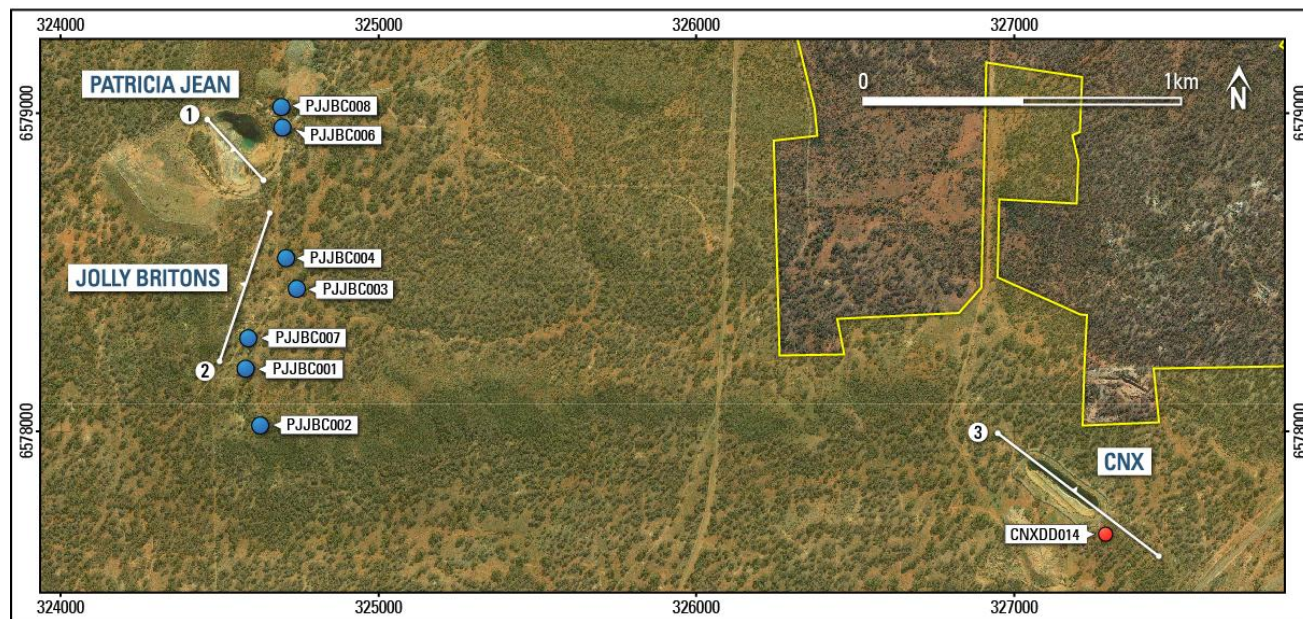 324000 325000 326000 327000
PATRICIA JEAN
0 1km
N
1
PJJBC008
6579000 6579000
PJJBC006
PJJBC004
JOLLY BRITONS
PJJBC003
PJJBC007
2
PJJBC001
PJJBC002
6578000 6578000
3
CNX
CNXDD014
324000 325000 326000 327000